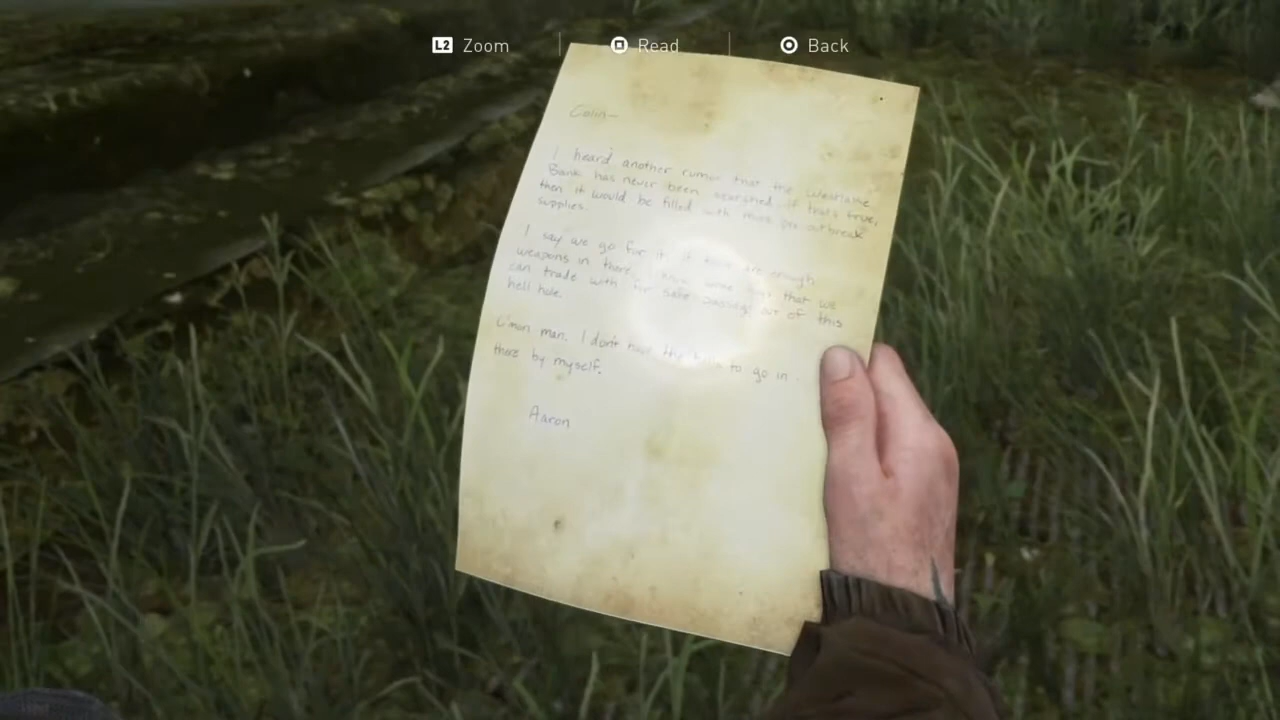 L2 Zoom
Read
Back
Colin—
I heard another rumor that the Westlake
Bank has never been searched. If that's true,
then it would be filled with more pre outbreak
supplies.
I say we go for it. If there are enough
weapons in there, I know some that we
can trade with for safe passage out of this
hell hole.
C'mon man. I don't have the to go in
there by myself.
Aaron